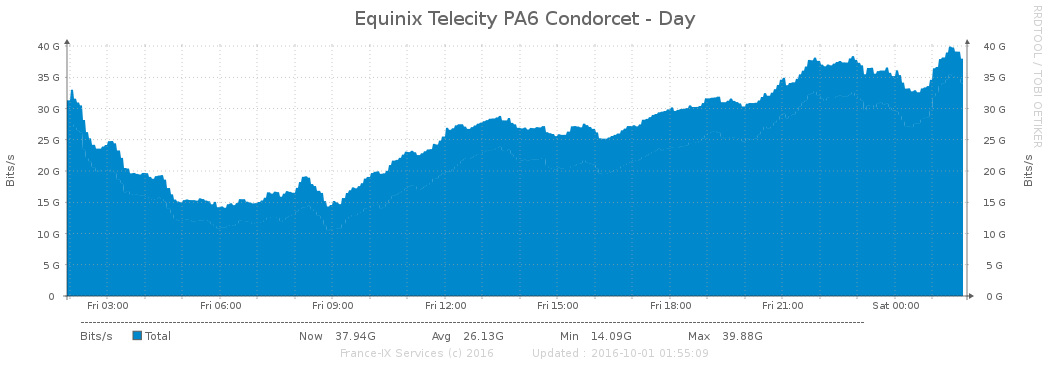 Equinix Telecity PA6 Condorcet - Day
RRDTOOL / TOBI OETIKER
Bits/s
40 G
35 G
30 G
25 G
20 G
15 G
10 G
5 G
0
40 G
35 G
30 G
25 G
20 G
15 G
10 G
5 G
0 G
Bits/s
Fri 03:00 Fri 06:00 Fri 09:00 Fri 12:00 Fri 15:00 Fri 18:00 Fri 21:00 Sat 00:00
Bits/s Total Now 37.94G Avg 26.13G Min 14.09G Max 39.88G
France-IX Services (c) 2016 Updated : 2016-10-01 01:55:09